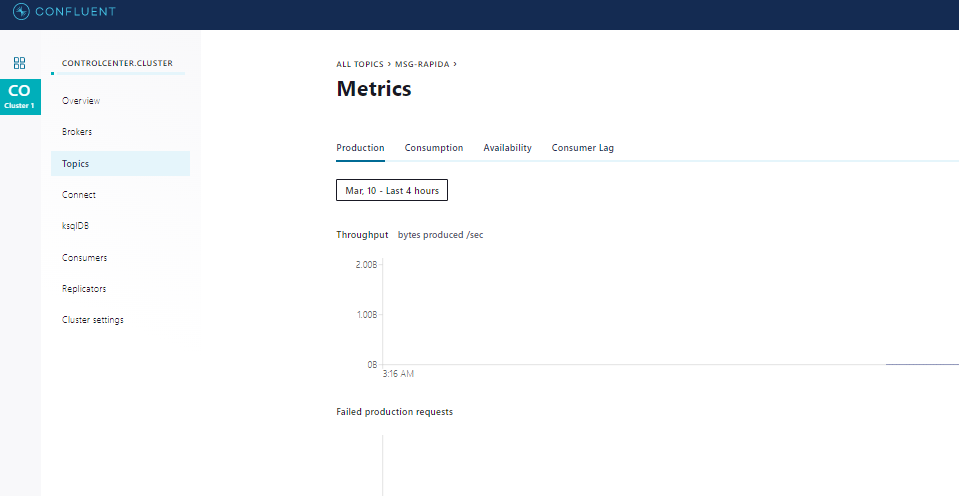 CONFLUENT
CONTROLCENTER.CLUSTER
CO
Cluster 1
Overview
Brokers
Topics
Connect
ksqlDB
Consumers
Replicators
Cluster settings
ALL TOPICS > MSG-RAPIDA >
Metrics
Production Consumption Availability Consumer Lag
Mar, 10 - Last 4 hours
Throughput bytes produced /sec
2.00B
1.00B
0B
3:16 AM
Failed production requests